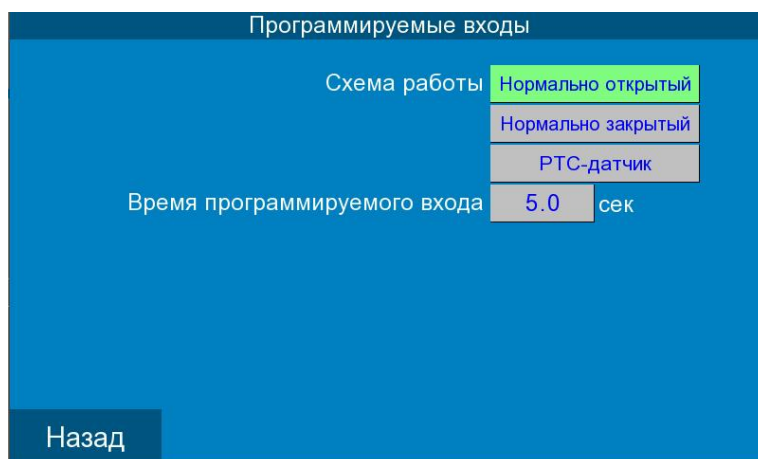 Программируемые входы
Схема работы Нормально открытый
Нормально закрытый
PTC-датчик
Время программируемого входа 5.0 сек
Назад